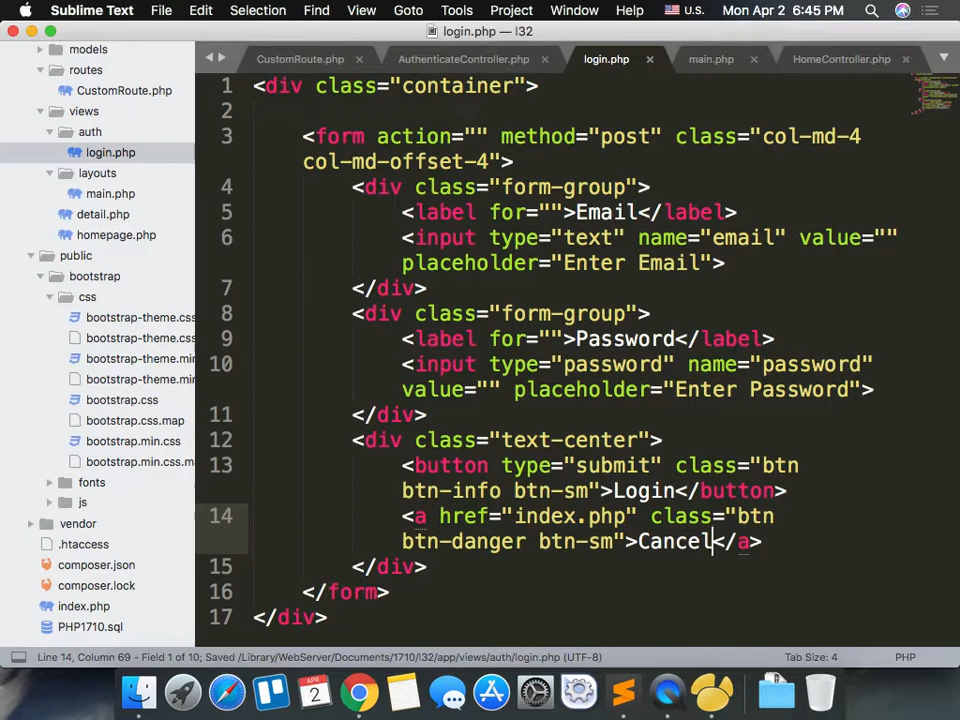 Sublime Text File Edit Selection Find View Goto Tools Project Window Help U.S. Mon Apr 2 6:45 PM
login.php — l32
models
routes
CustomRoute.php
views
auth
login.php
layouts
main.php
detail.php
homepage.php
public
bootstrap
css
bootstrap-theme.css
bootstrap-theme.css
bootstrap-theme.min
bootstrap-theme.min
bootstrap.css
bootstrap.css.map
bootstrap.min.css
bootstrap.min.css.m
fonts
js
vendor
.htaccess
composer.json
composer.lock
index.php
PHP1710.sql
CustomRoute.php × AuthenticateController.php × login.php × main.php × HomeController.php ×
1 <div class="container">
2
3 <form action="" method="post" class="col-md-4
col-md-offset-4">
4 <div class="form-group">
5 <label for="">Email</label>
6 <input type="text" name="email" value=""
placeholder="Enter Email">
7 </div>
8 <div class="form-group">
9 <label for="">Password</label>
10 <input type="password" name="password"
value="" placeholder="Enter Password">
11 </div>
12 <div class="text-center">
13 <button type="submit" class="btn
btn-info btn-sm">Login</button>
14 <a href="index.php" class="btn
btn-danger btn-sm">Cancel</a>
15 </div>
16 </form>
17 </div>
Line 14, Column 69 - Field 1 of 10; Saved /Library/WebServer/Documents/1710/l32/app/views/auth/login.php (UTF-8) Tab Size: 4 PHP
APR
2